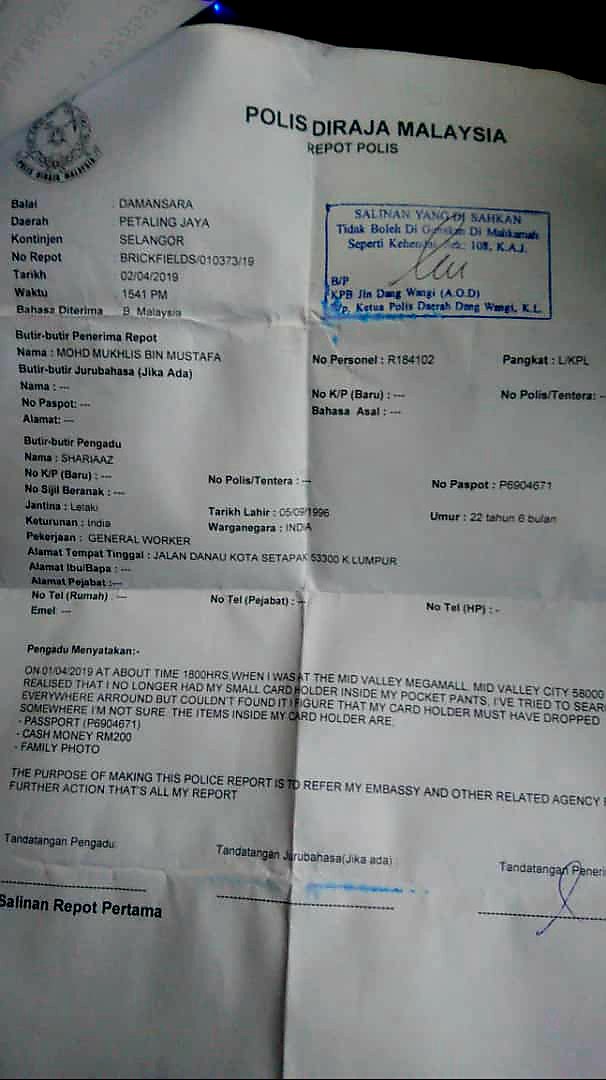 POLIS DIRAJA MALAYSIA
POLIS DIRAJA MALAYSIA
REPOT POLIS
Balai : DAMANSARA
Daerah : PETALING JAYA
Kontinjen : SELANGOR
No Repot : BRICKFIELDS/010373/19
Tarikh : 02/04/2019
Waktu : 1541 PM
Bahasa Diterima : B. Malaysia
SALINAN YANG DI SAHKAN
Tidak Boleh Di Gunakan Di Mahkamah
Seperti Kehendak Sek: 108, K.A.J.
B/P
KPB Jln Dang Wangi (A.O.D)
b/p. Ketua Polis Daerah Dang Wangi, K.L.
Butir-butir Penerima Repot
Nama : MOHD MUKHLIS BIN MUSTAFA No Personel : R184102 Pangkat : L/KPL
Butir-butir Jurubahasa (Jika Ada)
Nama : --- No K/P (Baru) : --- No Polis/Tentera: --
No Paspot: --- Bahasa Asal : ---
Alamat: ---
Butir-butir Pengadu
Nama : SHARIAAZ
No K/P (Baru) : --- No Polis/Tentera : -- No Paspot : P6904671
No Sijil Beranak : ---
Jantina : Lelaki Tarikh Lahir : 05/09/1996 Umur : 22 tahun 6 bulan
Keturunan : India Warganegara : INDIA
Pekerjaan : GENERAL WORKER
Alamat Tempat Tinggal : JALAN DANAU KOTA SETAPAK 53300 K.LUMPUR
Alamat Ibu/Bapa : ---
Alamat Pejabat :---
No Tel (Rumah) : --- No Tel (Pejabat) : -- No Tel (HP) : -
Emel: ---
Pengadu Menyatakan:-
ON 01/04/2019 AT ABOUT TIME 1800HRS WHEN I WAS AT THE MID VALLEY MEGAMALL, MID VALLEY CITY 58000
REALISED THAT I NO LONGER HAD MY SMALL CARD HOLDER INSIDE MY POCKET PANTS, I'VE TRIED TO SEAR
EVERYWHERE ARROUND BUT COULDN'T FOUND IT I FIGURE THAT MY CARD HOLDER MUST HAVE DROPPED
SOMEWHERE I'M NOT SURE. THE ITEMS INSIDE MY CARD HOLDER ARE:
- PASSPORT (P6904671)
- CASH MONEY RM200
- FAMILY PHOTO
THE PURPOSE OF MAKING THIS POLICE REPORT IS TO REFER MY EMBASSY AND OTHER RELATED AGENCY
FURTHER ACTION THAT'S ALL MY REPORT
Tandatangan Pengadu: Tandatangan Jurubahasa(Jika ada): Tandatangan Peneri
Salinan Repot Pertama